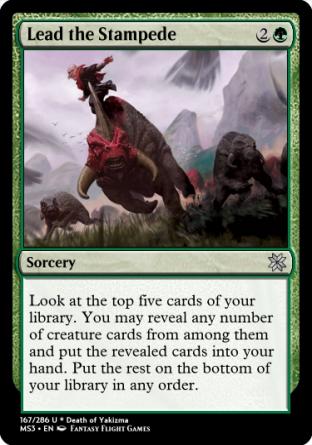 Lead the Stampede 2
Sorcery
Look at the top five cards of your
library. You may reveal any number
of creature cards from among them
and put the revealed cards into your
hand. Put the rest on the bottom of
your library in any order.
167/286 U * Death of Yakizma
MS3 • EN Fantasy Flight Games